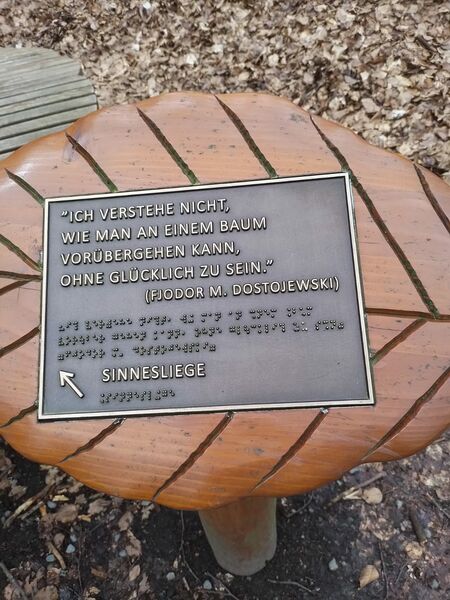 "ICH VERSTEHE NICHT,
WIE MAN AN EINEM BAUM
VORÜBERGEHEN KANN,
OHNE GLÜCKLICH ZU SEIN."
(FJODOR M. DOSTOJEWSKI)
SINNESLIEGE